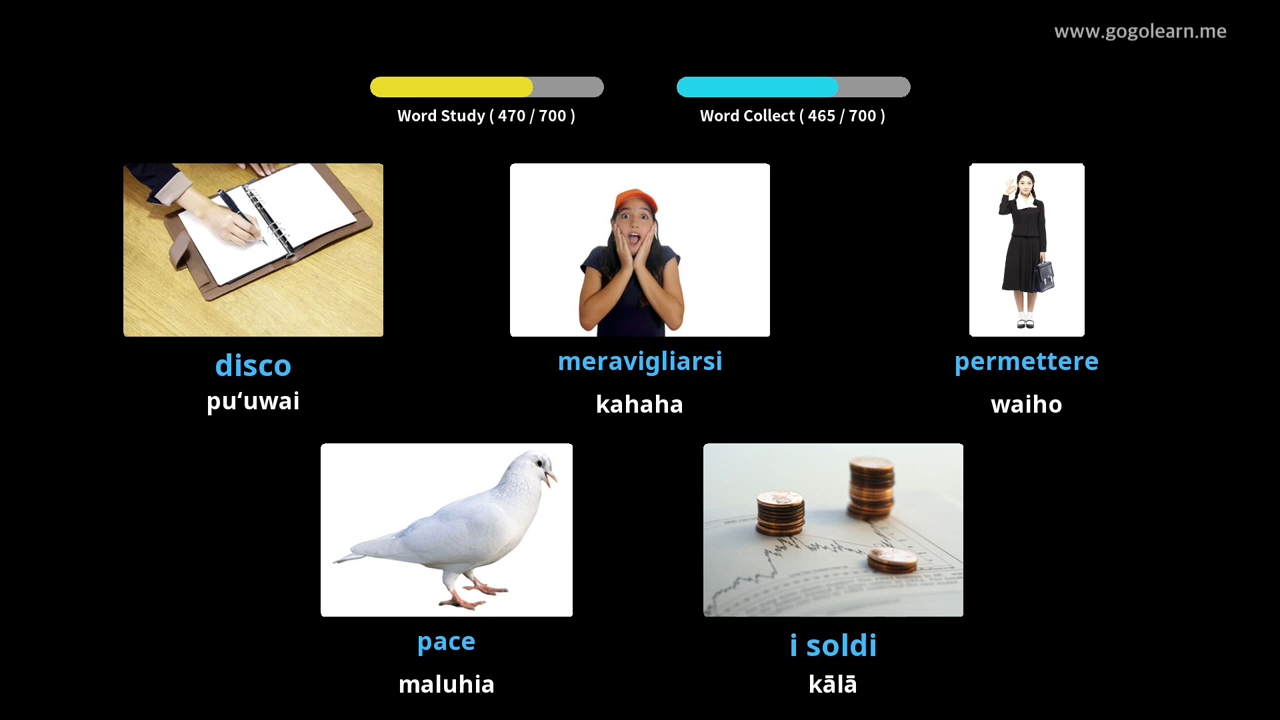 www.gogolearn.me
Word Study ( 470 / 700 )
Word Collect ( 465 / 700 )
disco
puʻuwai
meravigliarsi
kahaha
permettere
waiho
pace
maluhia
i soldi
kālā